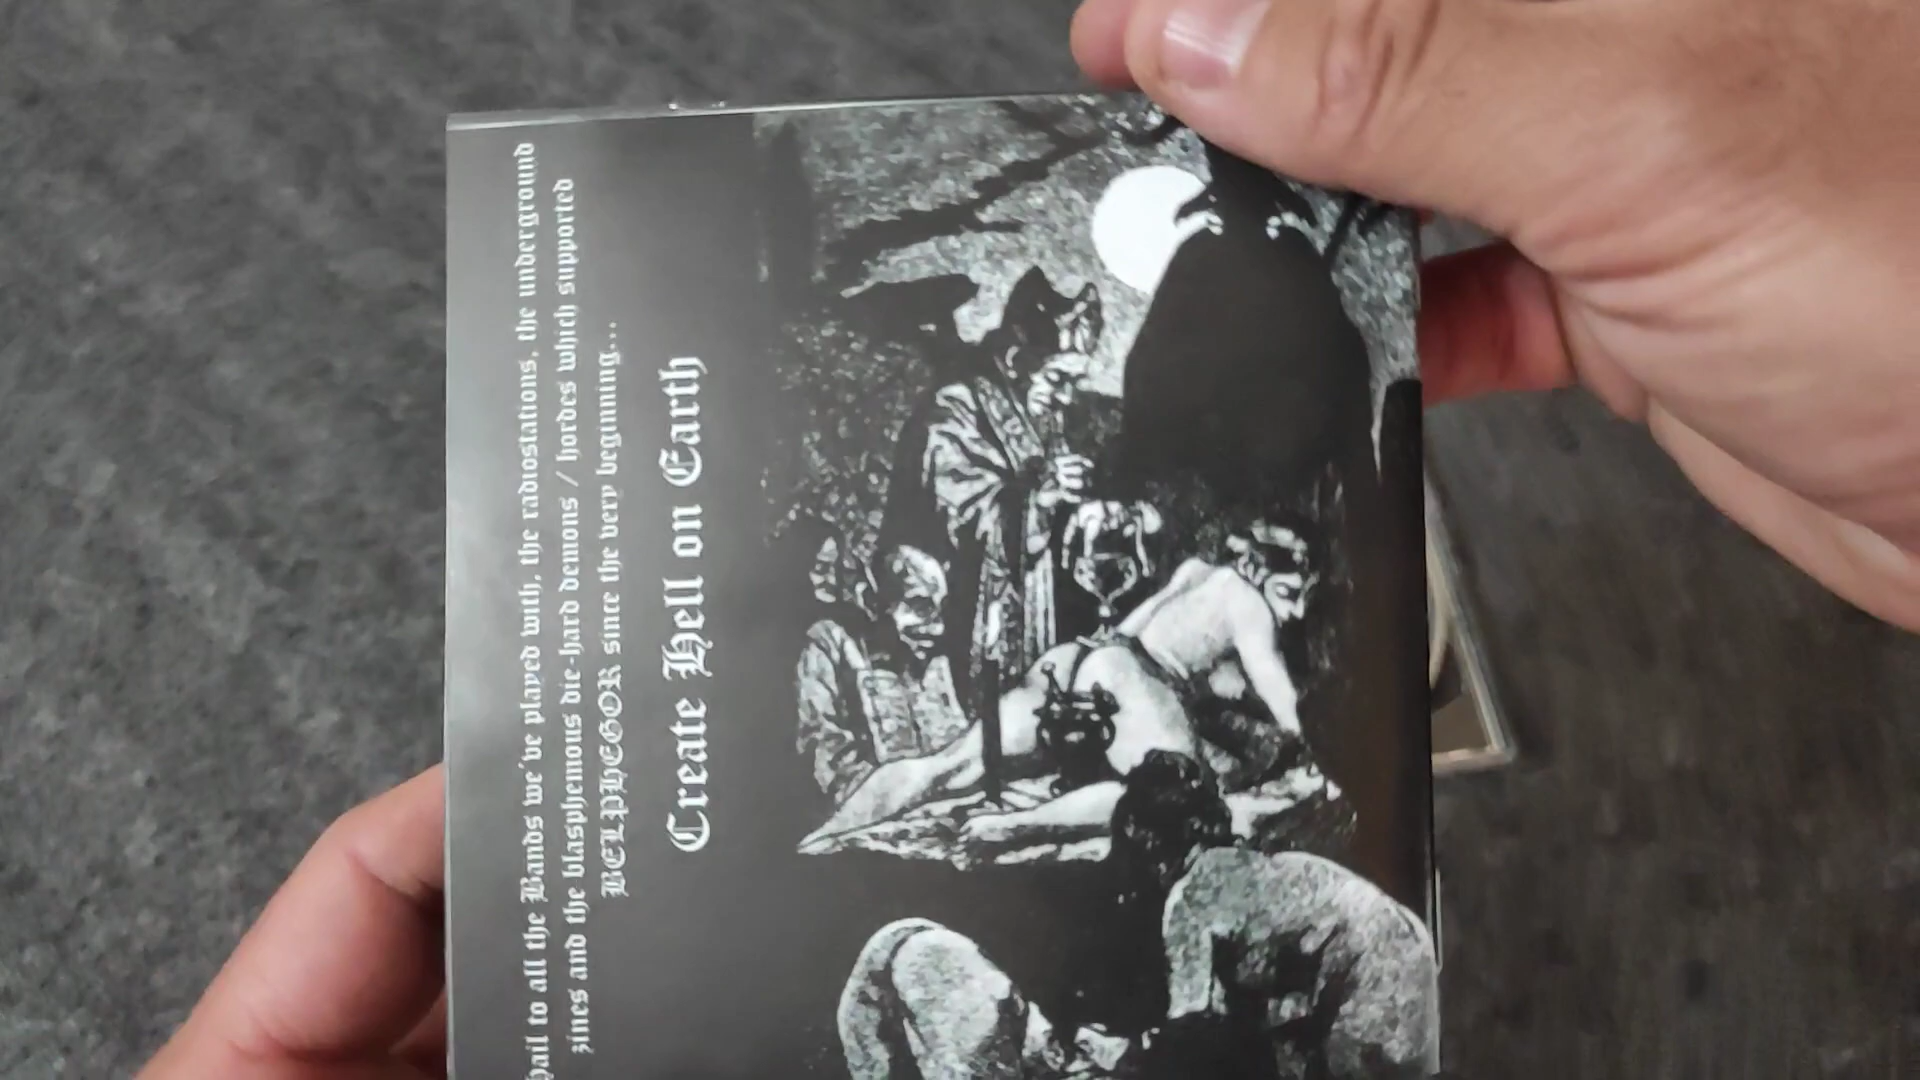 hail to all the Bands we've played with, the radiostations, the underground
zines and the blasphemous die-hard demons / hordes which supported
BELPHEGOR since the very beginning...
Create Hell on Earth